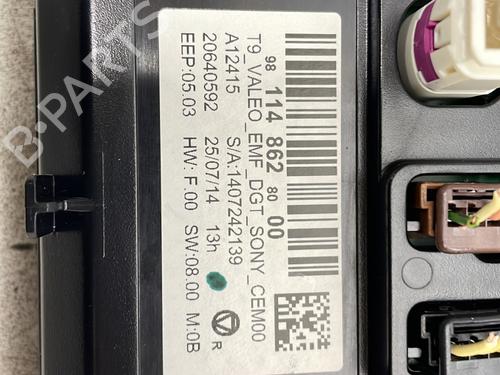 98 114 862 80 00
T9_VALEO_EMF_DGT_SONY_CEM00
A12415 S/A:1407242139
20640592 25/07/14 13h R
EEP:05.03 HW:F.00 SW:08.00 M:0B
B-PARTS